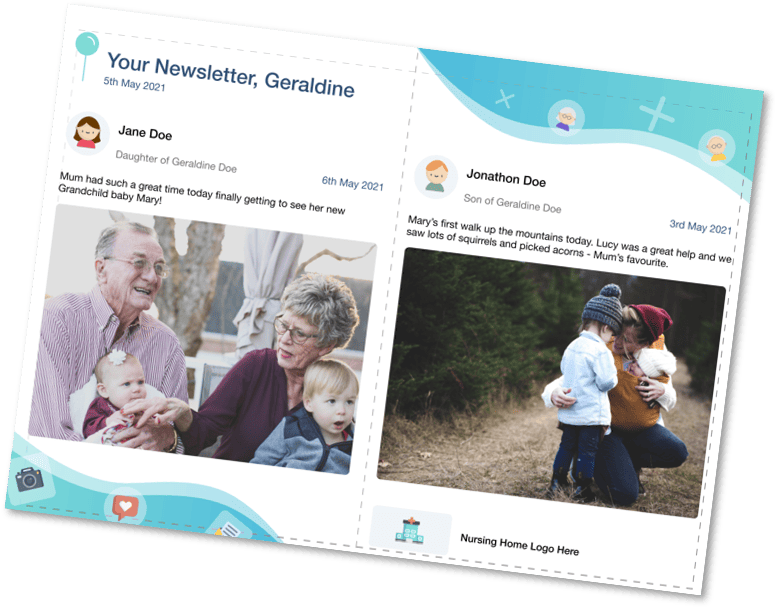 Your Newsletter, Geraldine
5th May 2021
Jane Doe
Daughter of Geraldine Doe
6th May 2021
Mum had such a great time today finally getting to see her new
Grandchild baby Mary!
Jonathon Doe
Son of Geraldine Doe
3rd May 2021
Mary's first walk up the mountains today. Lucy was a great help and we
saw lots of squirrels and picked acorns - Mum's favourite.
Nursing Home Logo Here